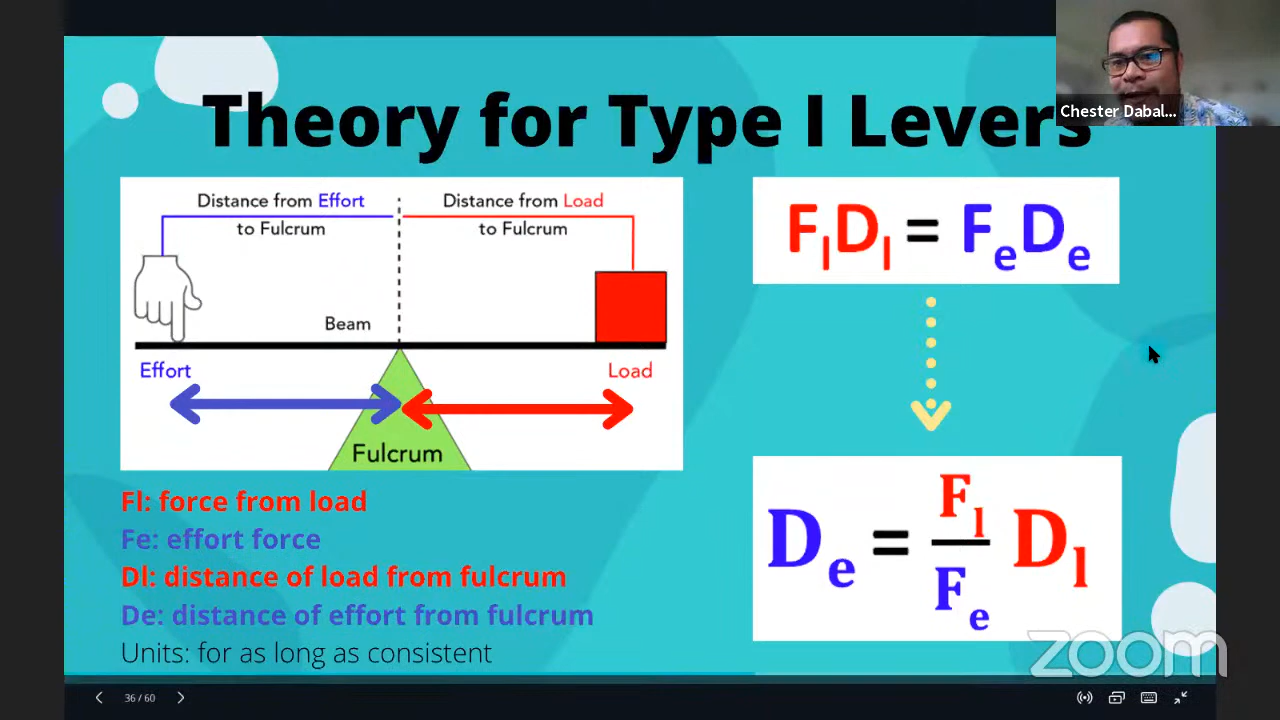 Theory for Type I Levers
Chester Dabal...
Distance from Effort
to Fulcrum
Distance from Load
to Fulcrum
Beam
Effort
Load
Fulcrum
FlDl = FeDe
De = Fl/Fe Dl
Fl: force from load
Fe: effort force
Dl: distance of load from fulcrum
De: distance of effort from fulcrum
Units: for as long as consistent
zoom
36 / 60